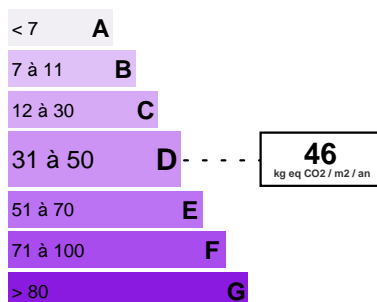 < 7 A
7 à 11 B
12 à 30 C
31 à 50 D
46
kg eq CO2 / m2 / an
51 à 70 E
71 à 100 F
> 80 G